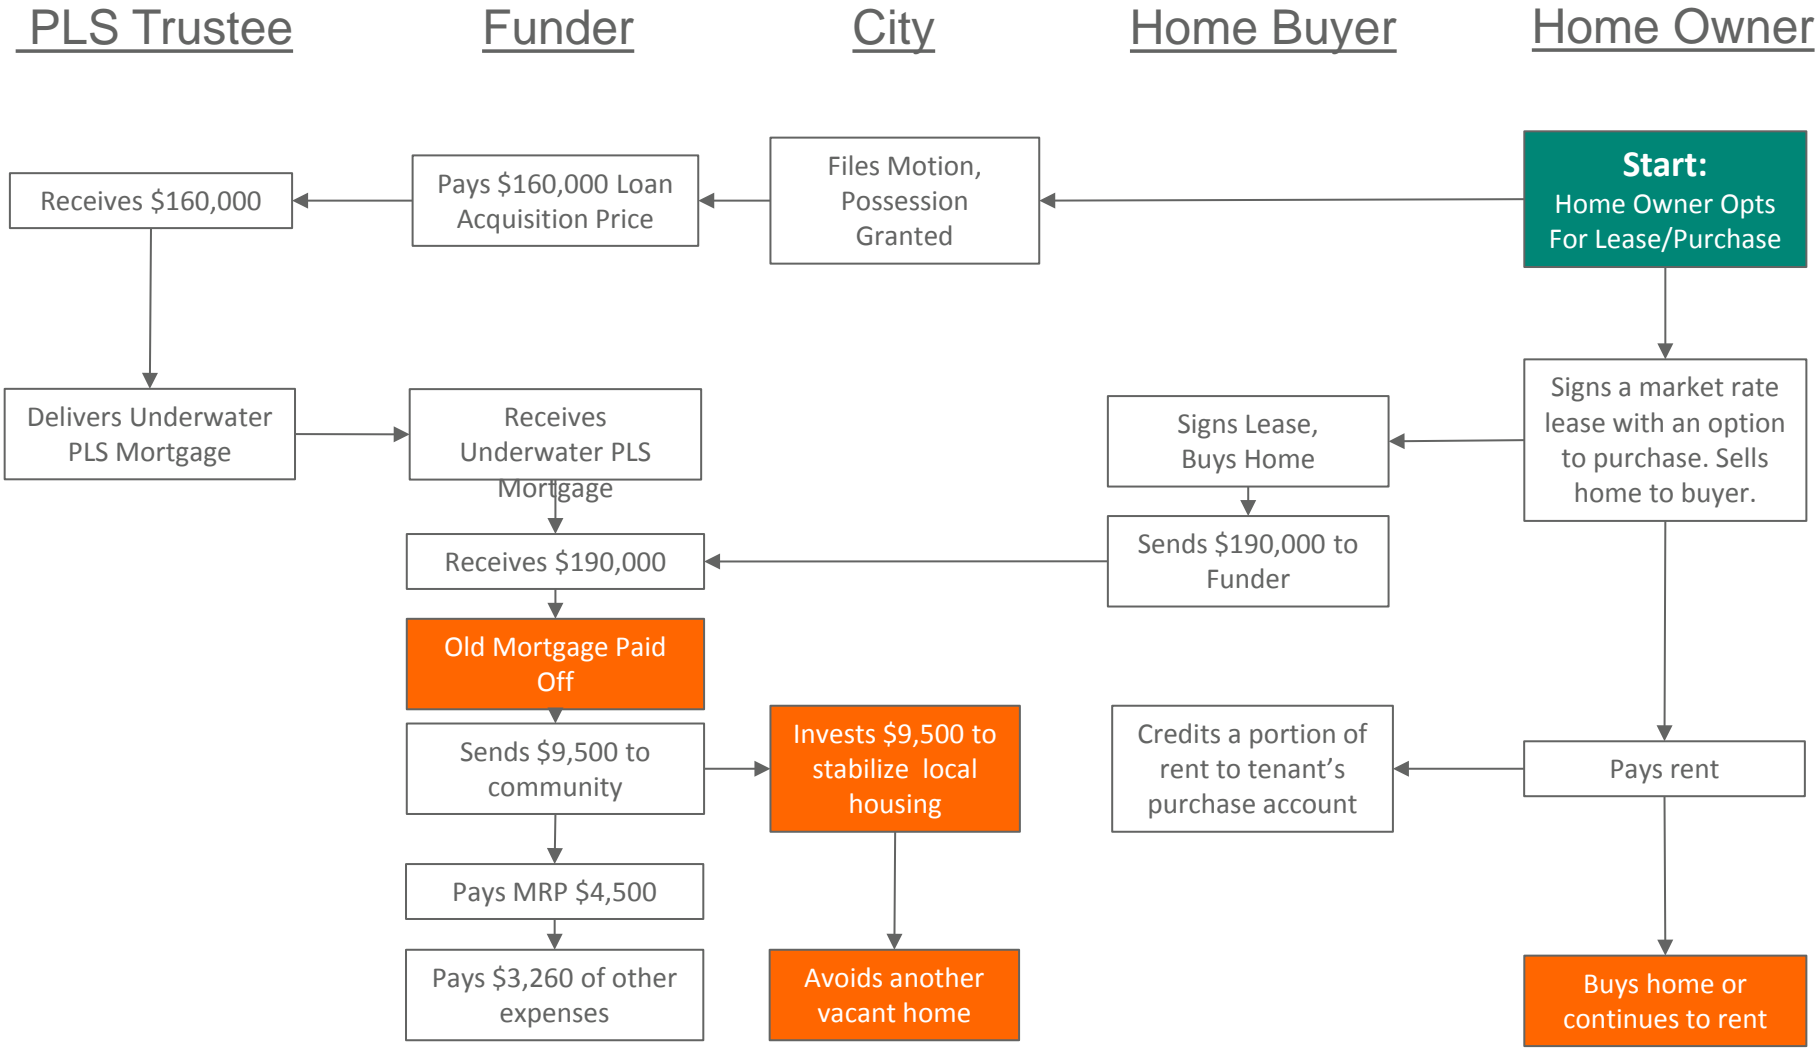 PLS Trustee
Funder
City
Home Buyer
Home Owner
Receives $160,000
Pays $160,000 Loan
Acquisition Price
Files Motion,
Possession
Granted
Start:
Home Owner Opts
For Lease/Purchase
Delivers Underwater
PLS Mortgage
Receives
Underwater PLS
Mortgage
Signs Lease,
Buys Home
Signs a market rate
lease with an option
to purchase. Sells
home to buyer.
Receives $190,000
Sends $190,000 to
Funder
Old Mortgage Paid
Off
Sends $9,500 to
community
Invests $9,500 to
stabilize local
housing
Credits a portion of
rent to tenant’s
purchase account
Pays rent
Pays MRP $4,500
Pays $3,260 of other
expenses
Avoids another
vacant home
Buys home or
continues to rent